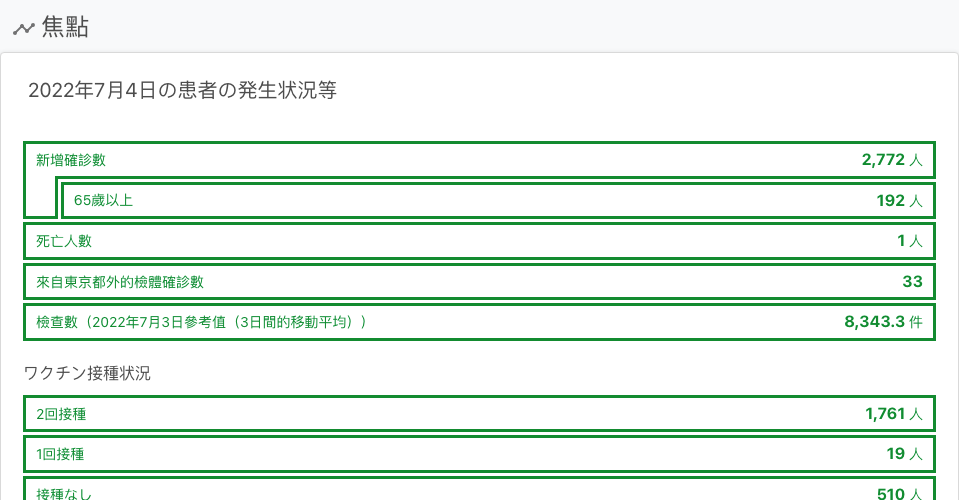 焦點
2022年7月4日の患者の発生状況等
新增確診數 2,772 人
65歲以上 192 人
死亡人數 1 人
來自東京都外的檢體確診數 33
檢查數（2022年7月3日參考值（3日間的移動平均）） 8,343.3 件
ワクチン接種状況
2回接種 1,761 人
1回接種 19 人
接種なし 510 人